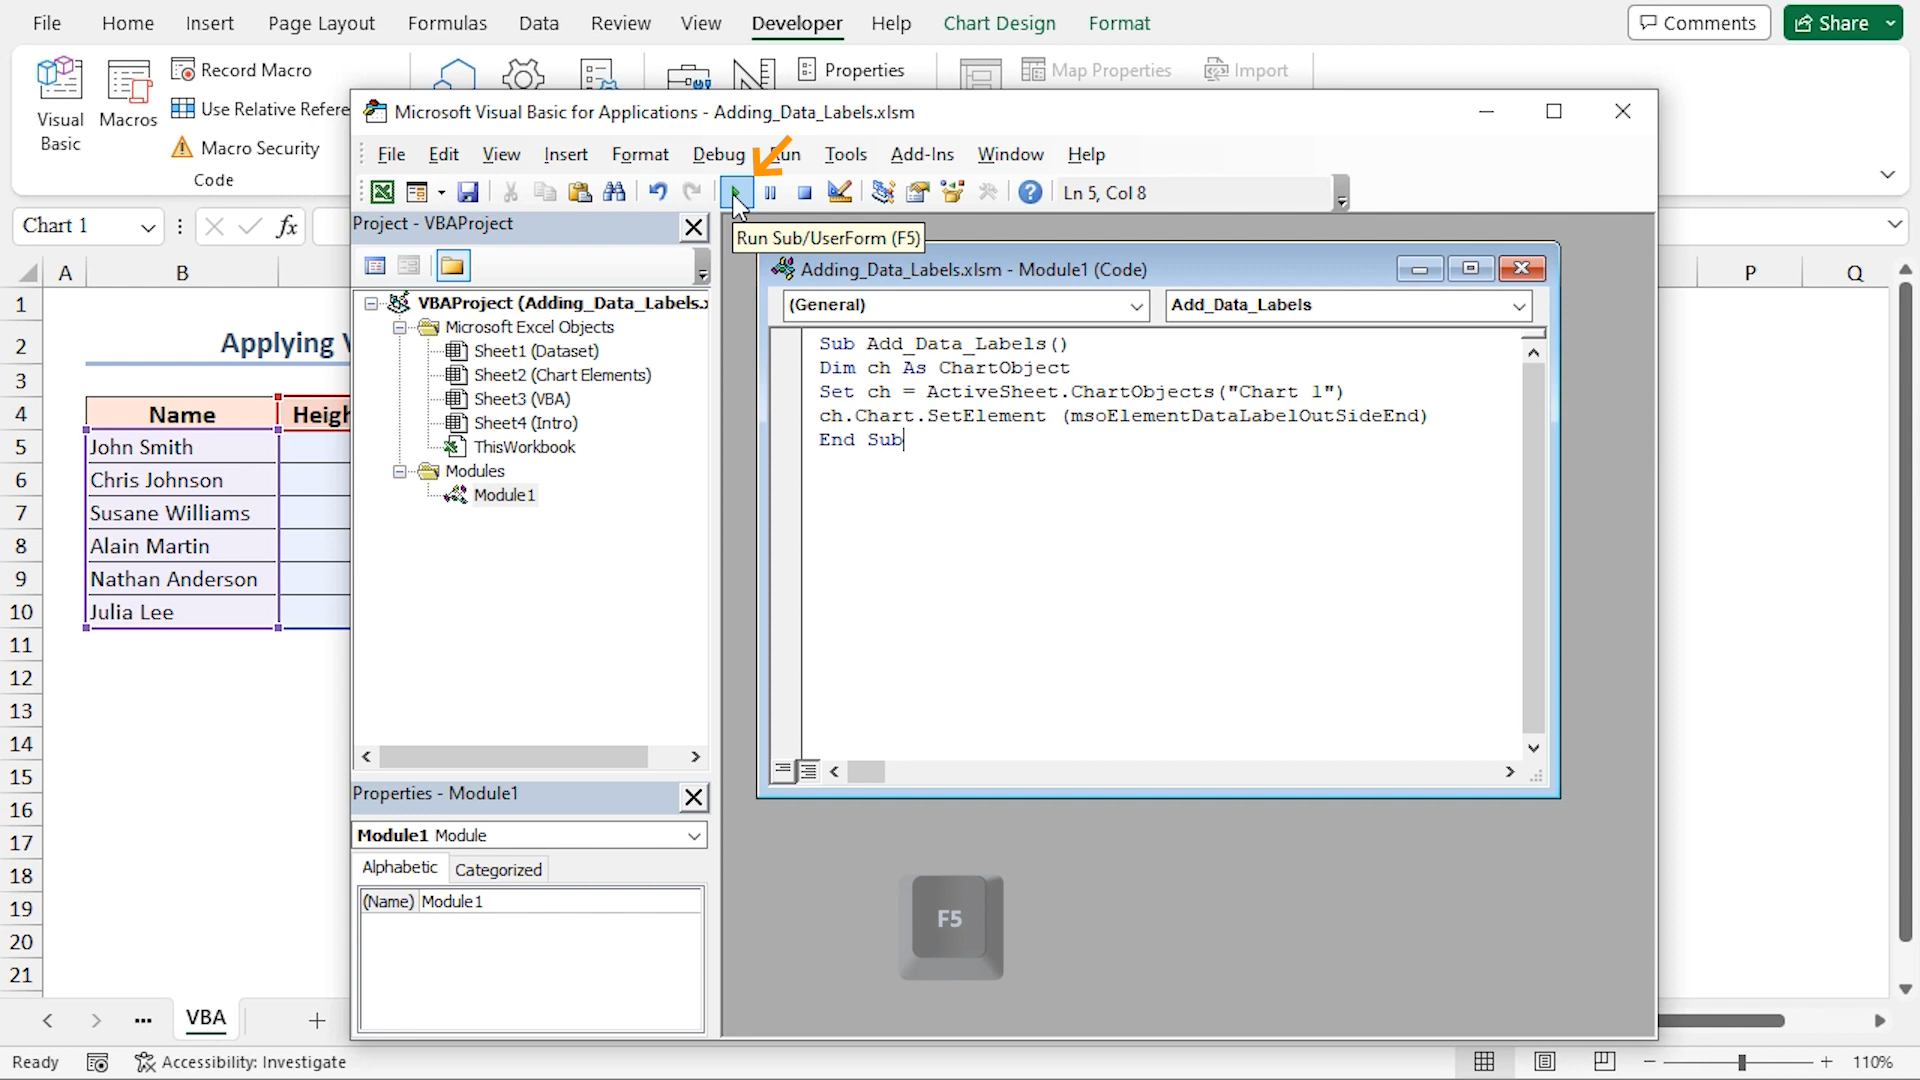 File Home Insert Page Layout Formulas Data Review View Developer Help Chart Design Format Comments Share
Visual Basic
Macros
Record Macro
Use Relative Refere
Macro Security
Code
Properties
Map Properties
Import
Microsoft Visual Basic for Applications - Adding_Data_Labels.xlsm
File Edit View Insert Format Debug Run Tools Add-Ins Window Help
Ln 5, Col 8
Chart 1
fx
Project - VBAProject
Run Sub/UserForm (F5)
A B P Q
VBAProject (Adding_Data_Labels.
Microsoft Excel Objects
Sheet1 (Dataset)
Sheet2 (Chart Elements)
Sheet3 (VBA)
Sheet4 (Intro)
ThisWorkbook
Modules
Module1
Adding_Data_Labels.xlsm - Module1 (Code)
(General)
Add_Data_Labels
Sub Add_Data_Labels()
Dim ch As ChartObject
Set ch = ActiveSheet.ChartObjects("Chart 1")
ch.Chart.SetElement (msoElementDataLabelOutSideEnd)
End Sub
1
2 Applying V
3
4 Name Heigh
5 John Smith
6 Chris Johnson
7 Susane Williams
8 Alain Martin
9 Nathan Anderson
10 Julia Lee
11
12
13
14
15
16
17
18
19
20
21
Properties - Module1
Module1 Module
Alphabetic Categorized
(Name) Module1
F5
VBA
Ready
Accessibility: Investigate
110%